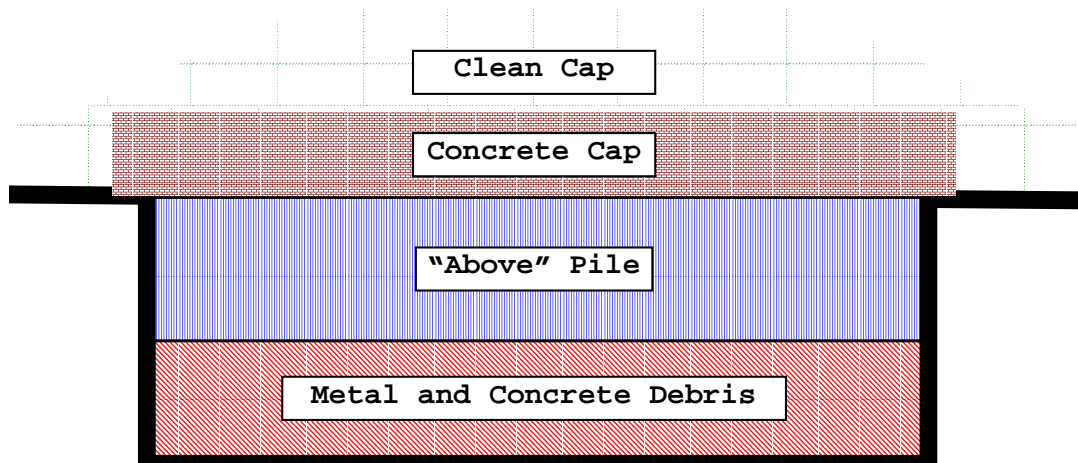 Clean Cap
Concrete Cap
“Above” Pile
Metal and Concrete Debris